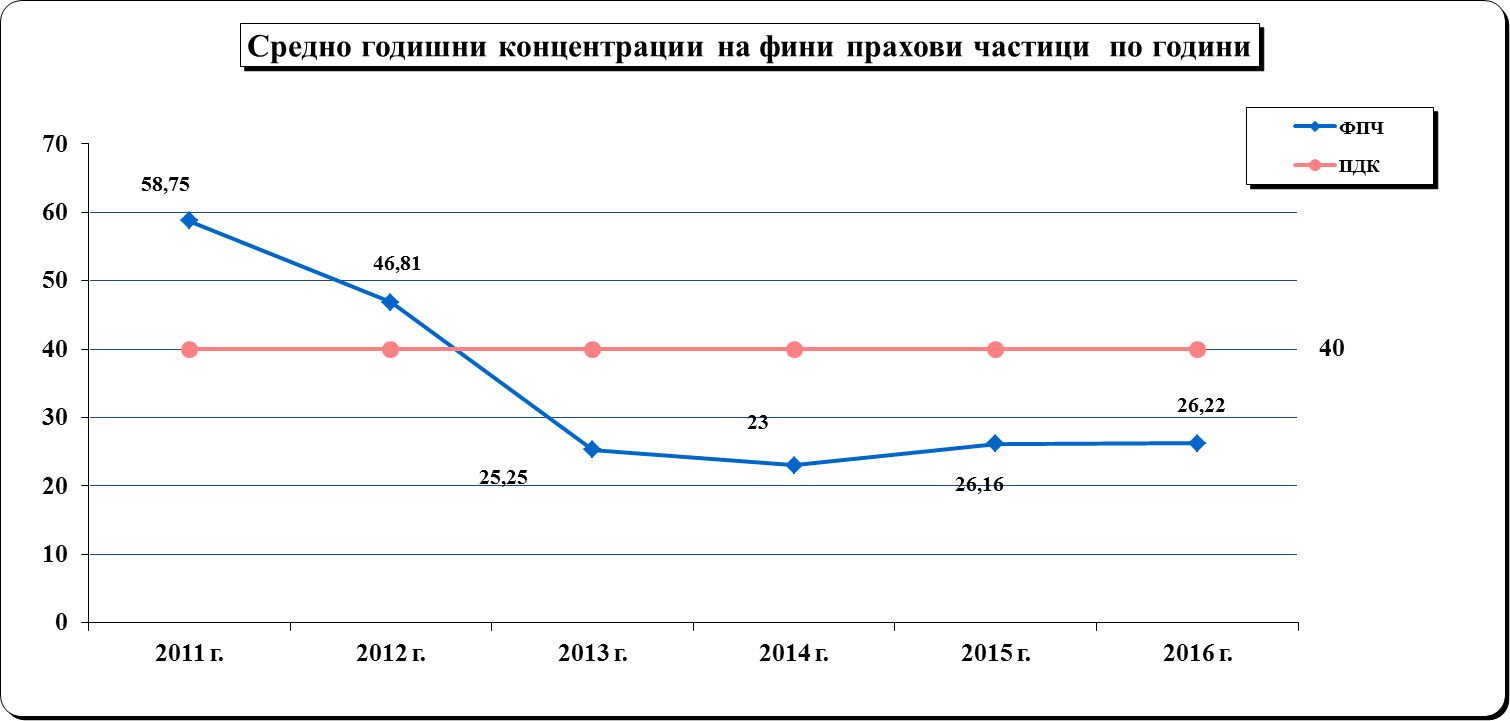 Средно годишни концентрации на фини прахови частици по години
ФПЧ
ПДК
70
60
50
40
30
20
10
0
58,75
46,81
25,25
23
26,16
26,22
40
2011 г.
2012 г.
2013 г.
2014 г.
2015 г.
2016 г.